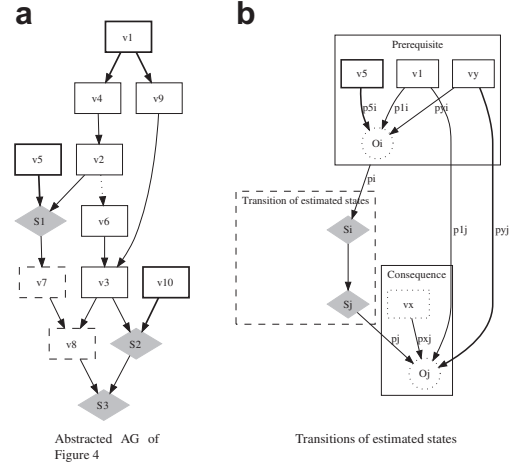 a
v1
v4
v9
v5
v2
S1
v6
v7
v3
v10
v8
S2
S3
Abstracted AG of
Figure 4
b
Prerequisite
v5
v1
vy
p5i
p1i
pyi
Oi
pi
Transition of estimated states
Si
p1j
pyj
Consequence
Sj
vx
pj
pxj
Oj
Transitions of estimated states